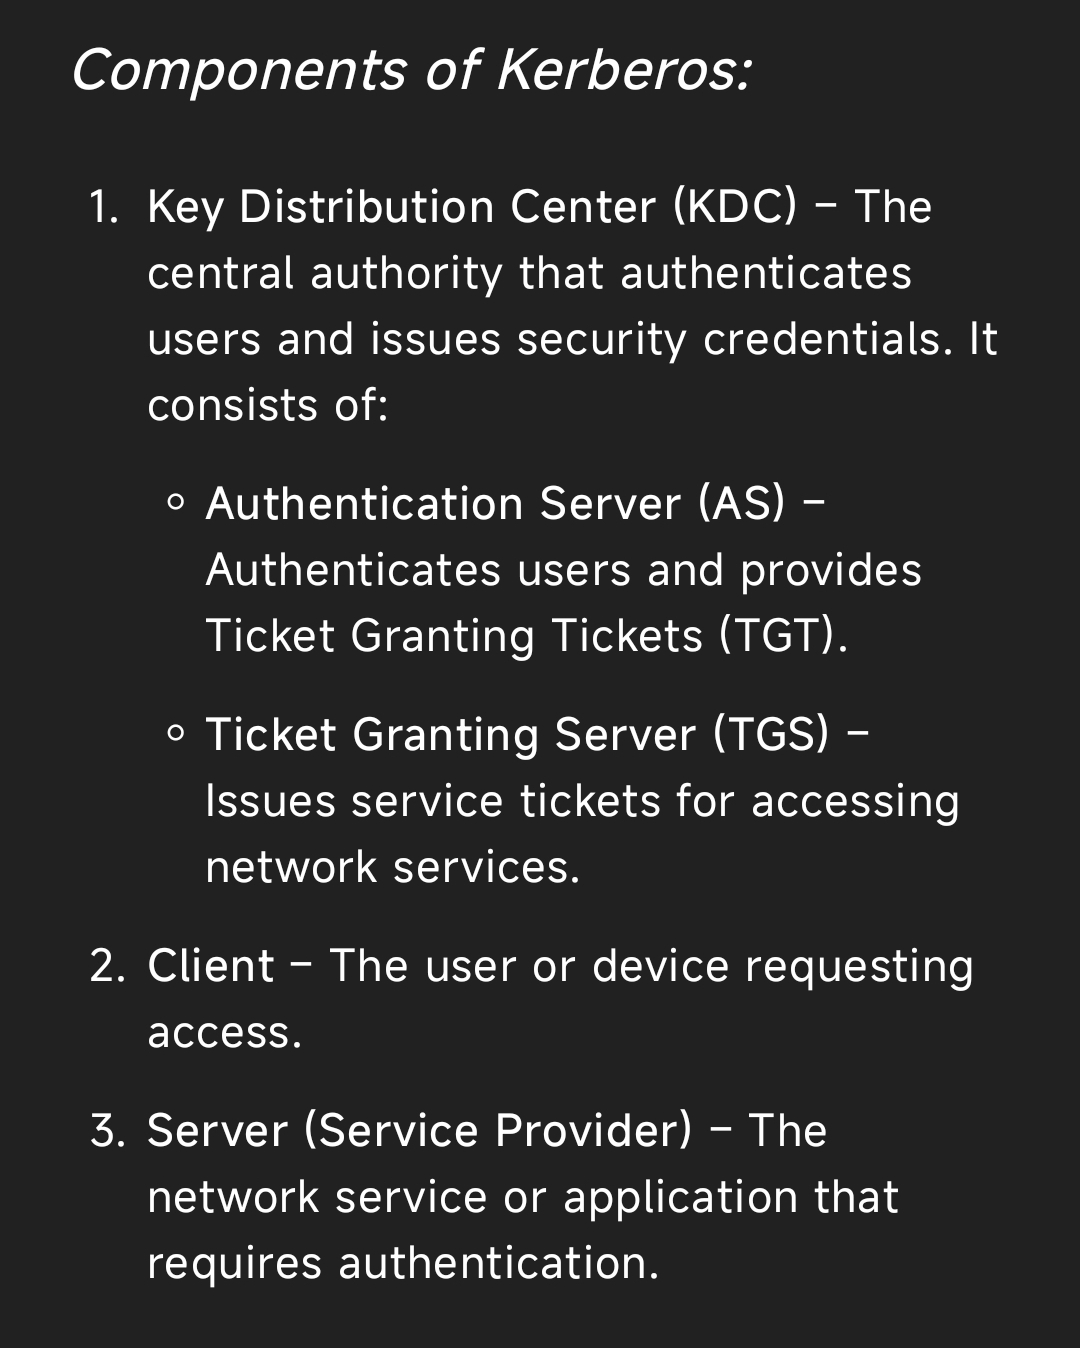 Components of Kerberos:
1. Key Distribution Center (KDC) – The
central authority that authenticates
users and issues security credentials. It
consists of:
◦ Authentication Server (AS) –
Authenticates users and provides
Ticket Granting Tickets (TGT).
◦ Ticket Granting Server (TGS) –
Issues service tickets for accessing
network services.
2. Client – The user or device requesting
access.
3. Server (Service Provider) – The
network service or application that
requires authentication.